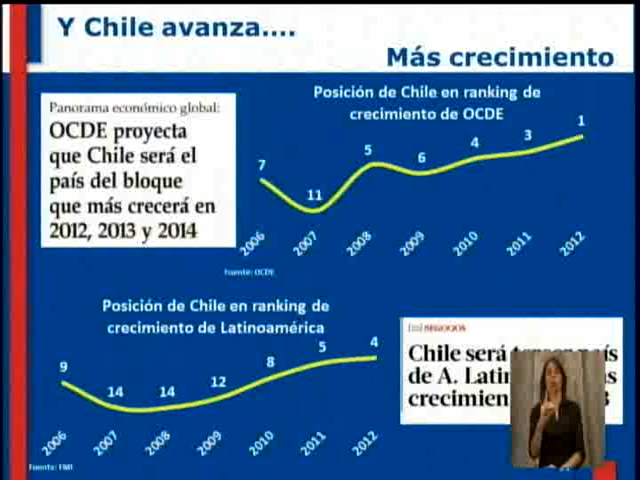 Y Chile avanza....
Más crecimiento
Panorama económico global:
OCDE proyecta
que Chile será el
país del bloque
que más crecerá en
2012, 2013 y 2014
Posición de Chile en ranking de
crecimiento de OCDE
7
11
5
6
4
3
1
2006
2007
2008
2009
2010
2011
2012
Fuente: OCDE
Posición de Chile en ranking de
crecimiento de Latinoamérica
9
14
14
12
8
5
4
2006
2007
2008
2009
2010
2011
2012
Fuente: FMI
NEGOCIOS
Chile será
de A.